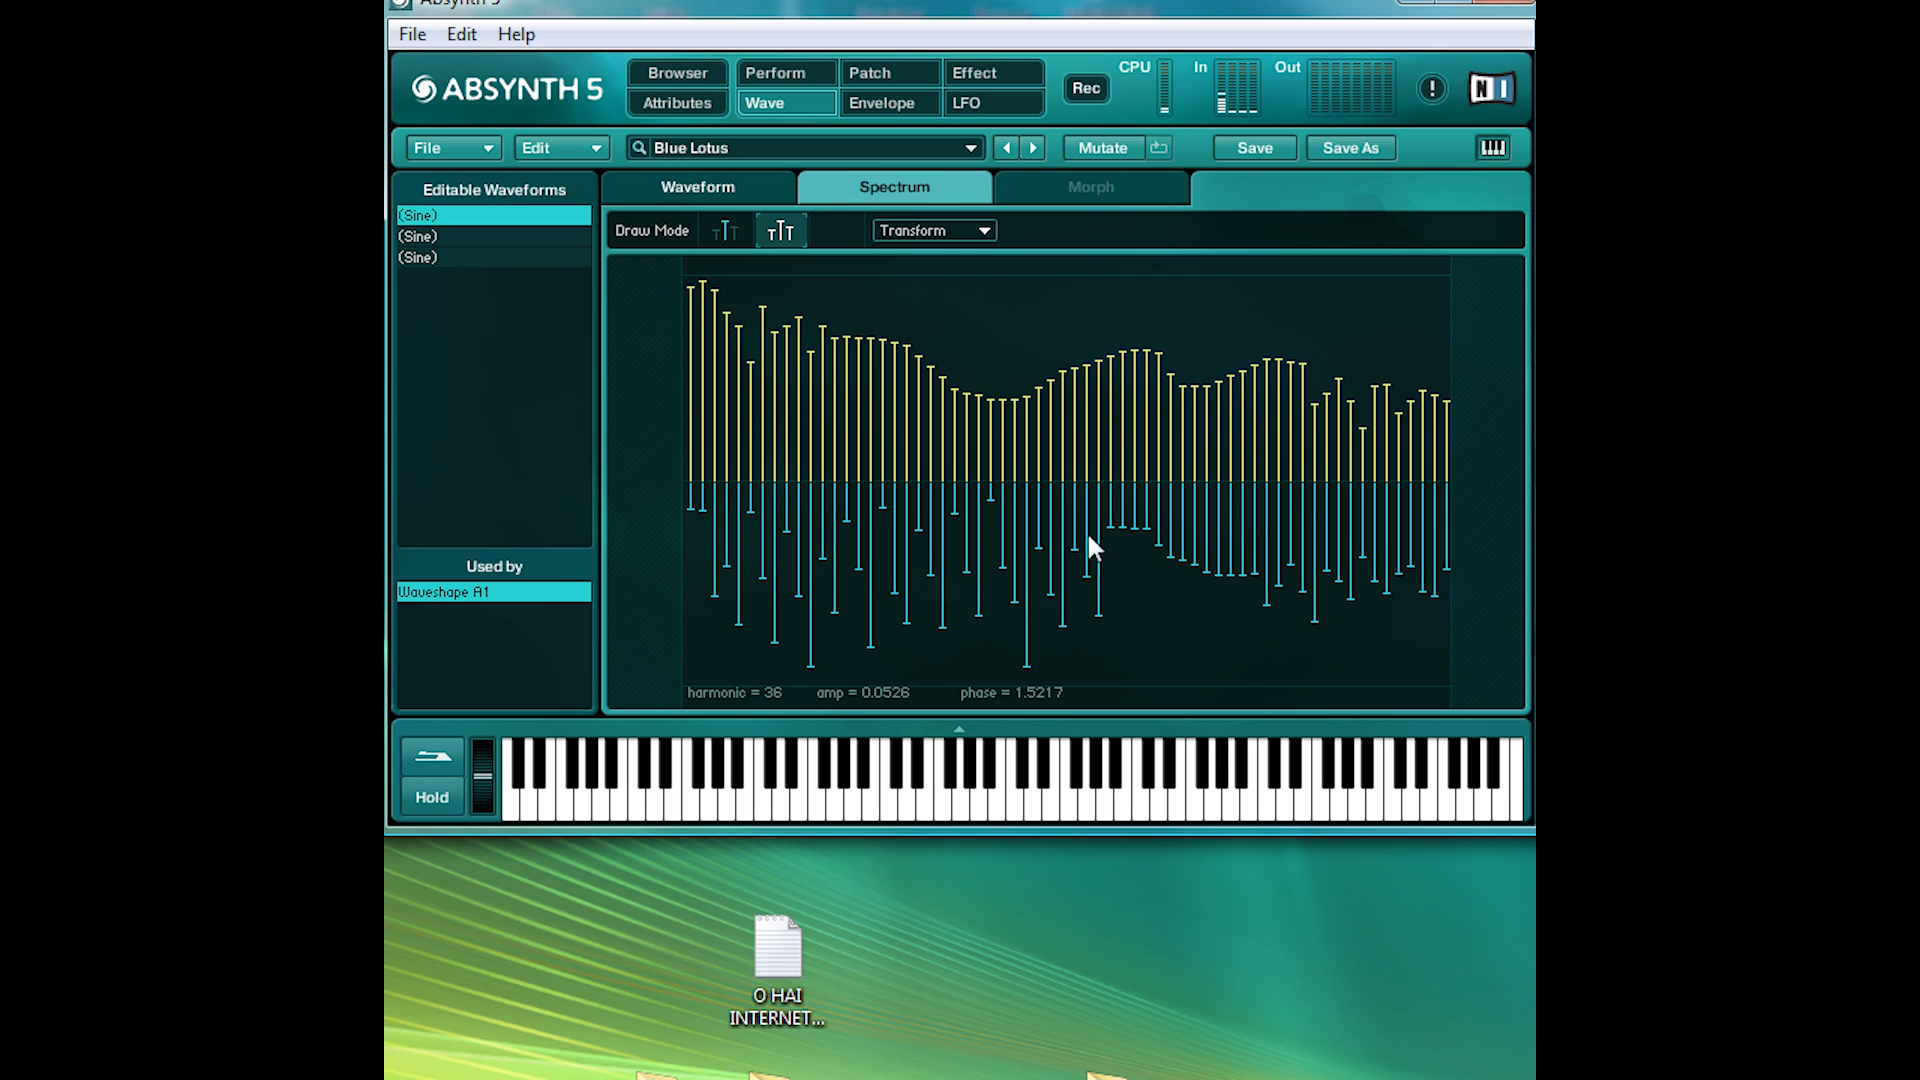 Absynth 5
File Edit Help
ABSYNTH 5
Browser Perform Patch Effect
Attributes Wave Envelope LFO
Rec
CPU In Out
!
N I
File Edit Blue Lotus Mutate Save Save As
Editable Waveforms
(Sine)
(Sine)
(Sine)
Waveform Spectrum Morph
Draw Mode Transform
Used by
Waveshape A1
harmonic = 36 amp = 0.0526 phase = 1.5217
Hold
O HAI
INTERNET...